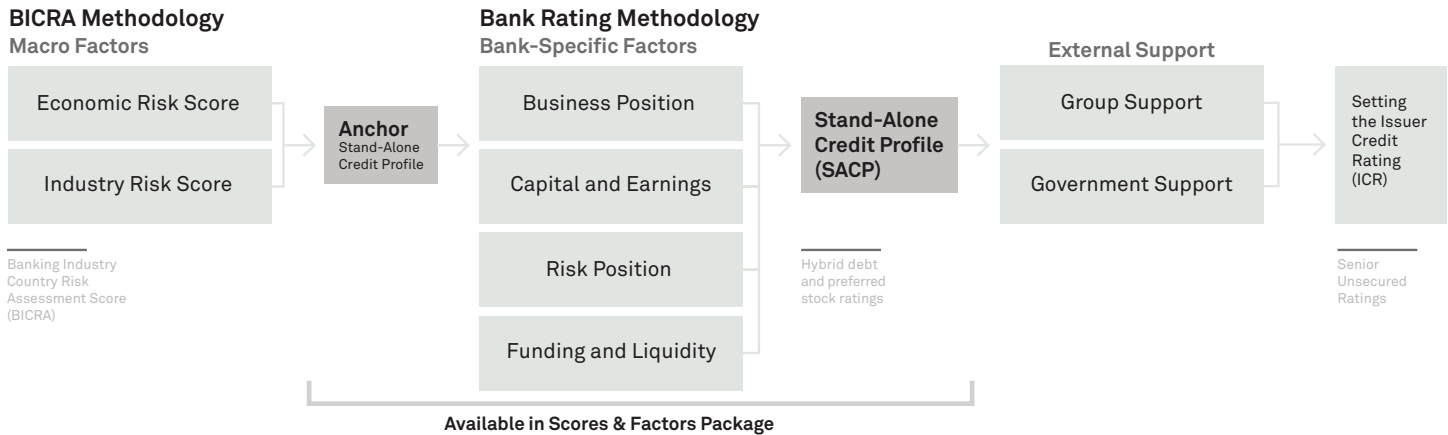 BICRA Methodology
Macro Factors
Economic Risk Score
Industry Risk Score
Banking Industry
Country Risk
Assessment Score
(BICRA)
Anchor
Stand-Alone
Credit Profile
Bank Rating Methodology
Bank-Specific Factors
Business Position
Capital and Earnings
Risk Position
Funding and Liquidity
Stand-Alone
Credit Profile
(SACP)
Hybrid debt
and preferred
stock ratings
External Support
Group Support
Government Support
Setting
the Issuer
Credit
Rating
(ICR)
Senior
Unsecured
Ratings
Available in Scores & Factors Package